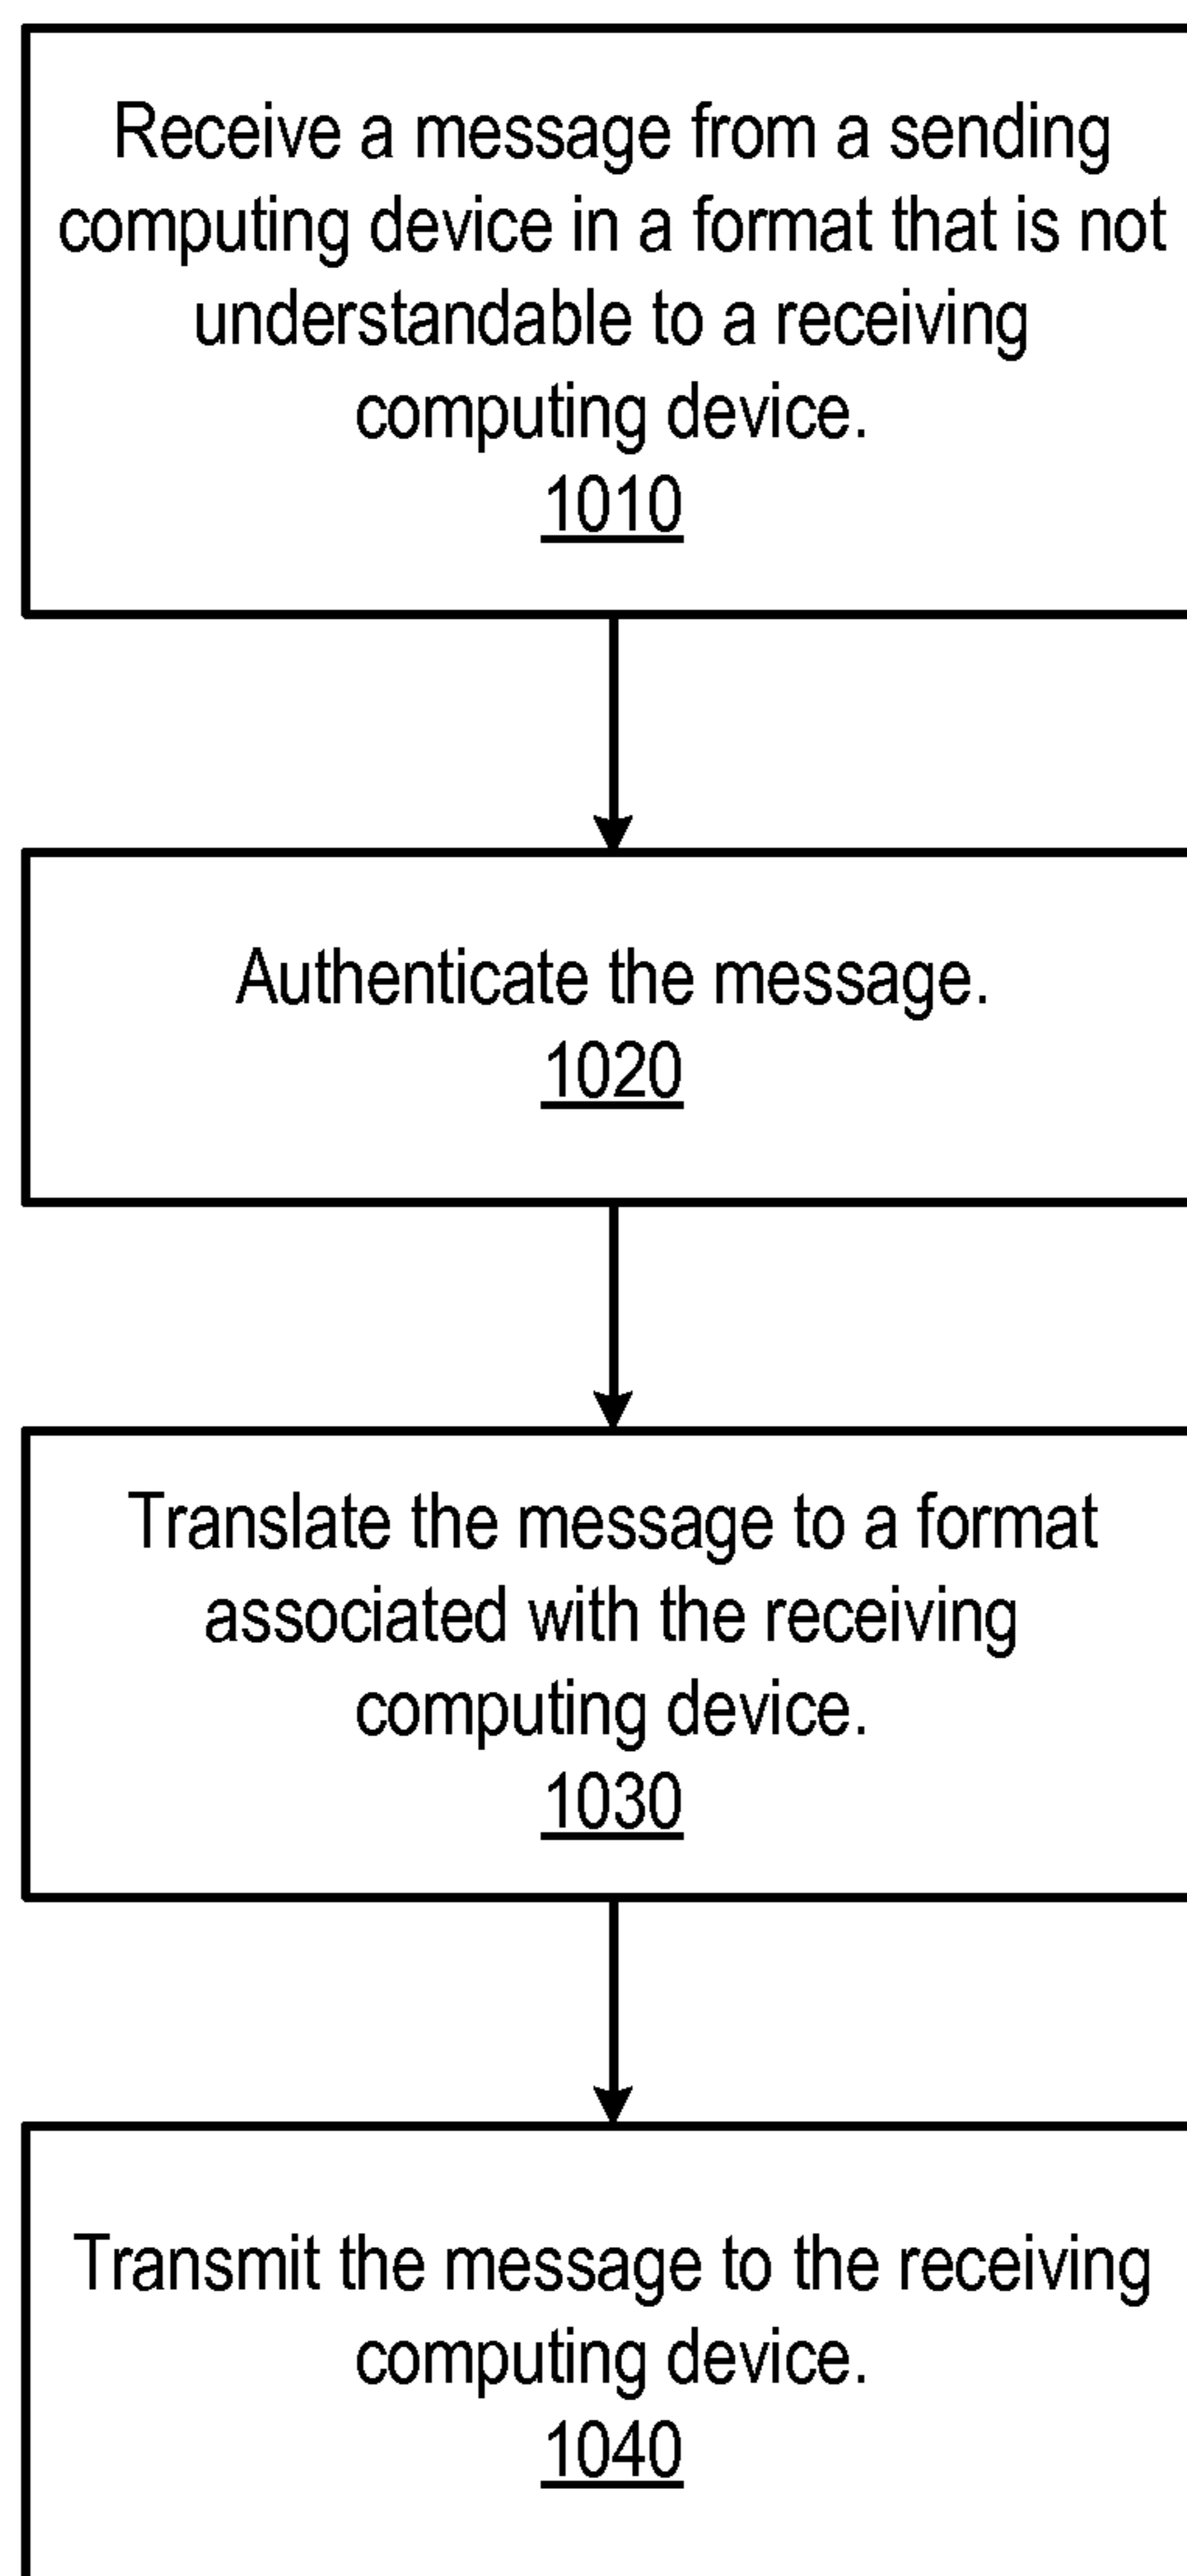 Receive a message from a sending
computing device in a format that is not
understandable to a receiving
computing device.
1010
Authenticate the message.
1020
Translate the message to a format
associated with the receiving
computing device.
1030
Transmit the message to the receiving
computing device.
1040